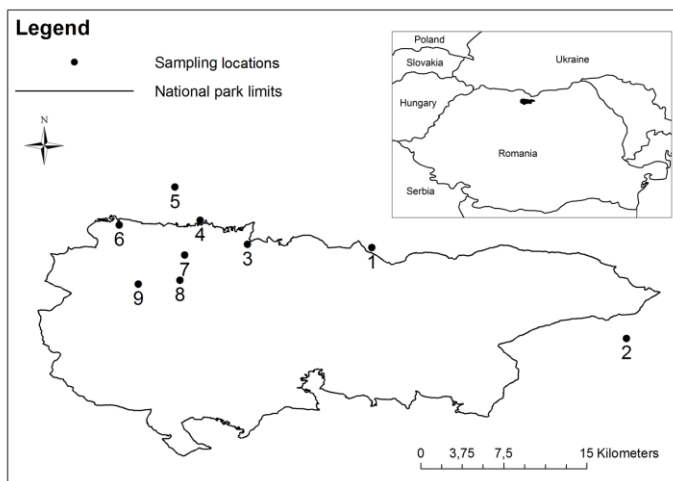 Legend
Sampling locations
National park limits
N
Poland
Slovakia
Ukraine
Hungary
Romania
Serbia
5
4
6
3
1
7
8
9
2
0 3,75 7,5 15 Kilometers